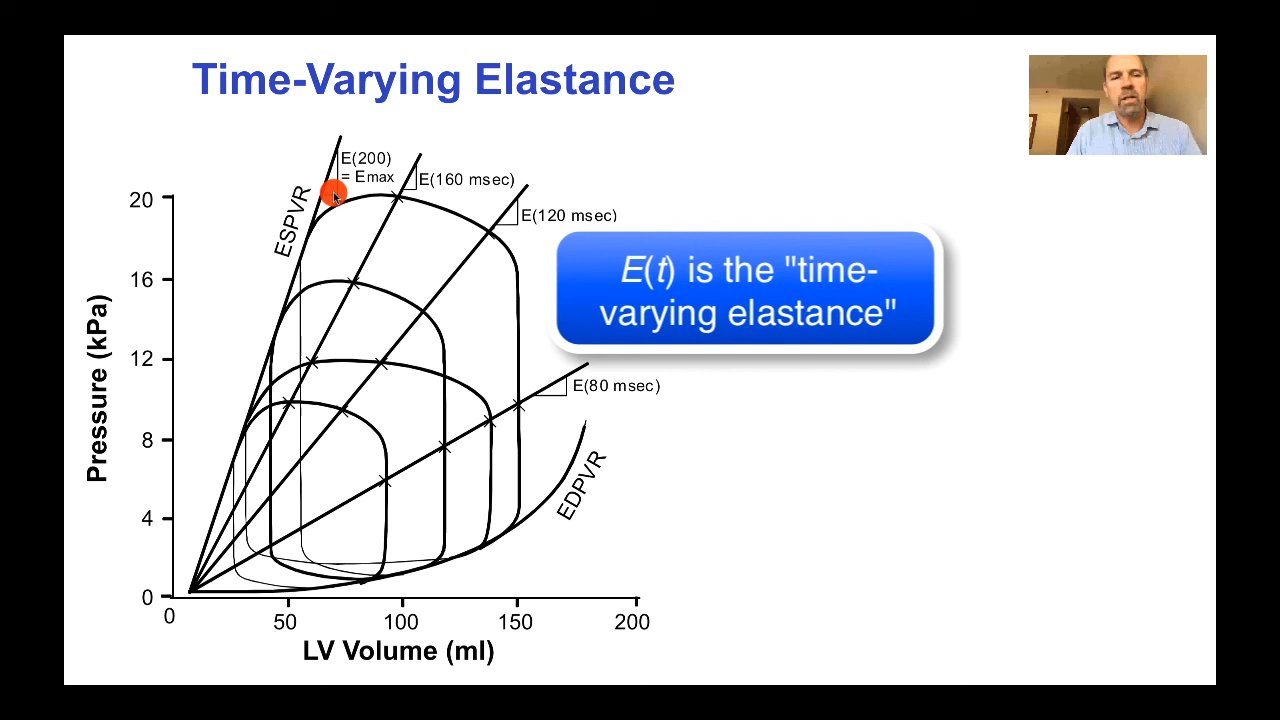 Time-Varying Elastance
E(200)
= Emax
E(160 msec)
E(120 msec)
ESPVR
20
16
12
8
4
0
Pressure (kPa)
E(t) is the "time-
varying elastance"
E(80 msec)
EDPVR
0
50
100
150
200
LV Volume (ml)